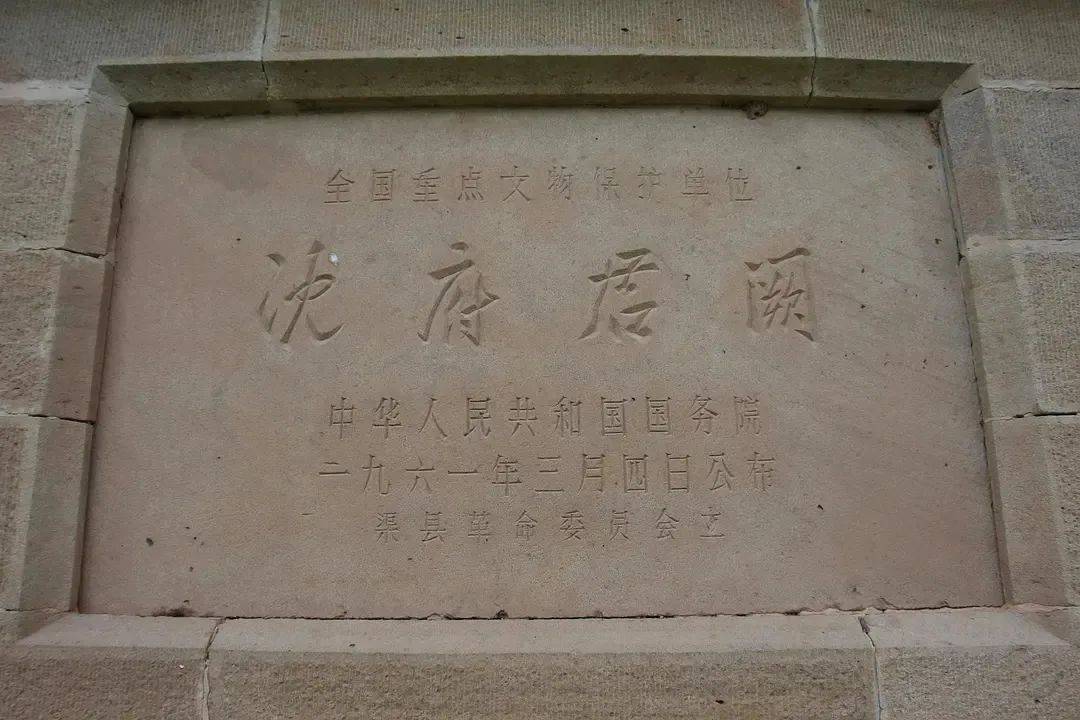 全国重点文物保护单位
沈府君阙
中华人民共和国国务院
一九六一年三月四日公布
渠县革命委员会立